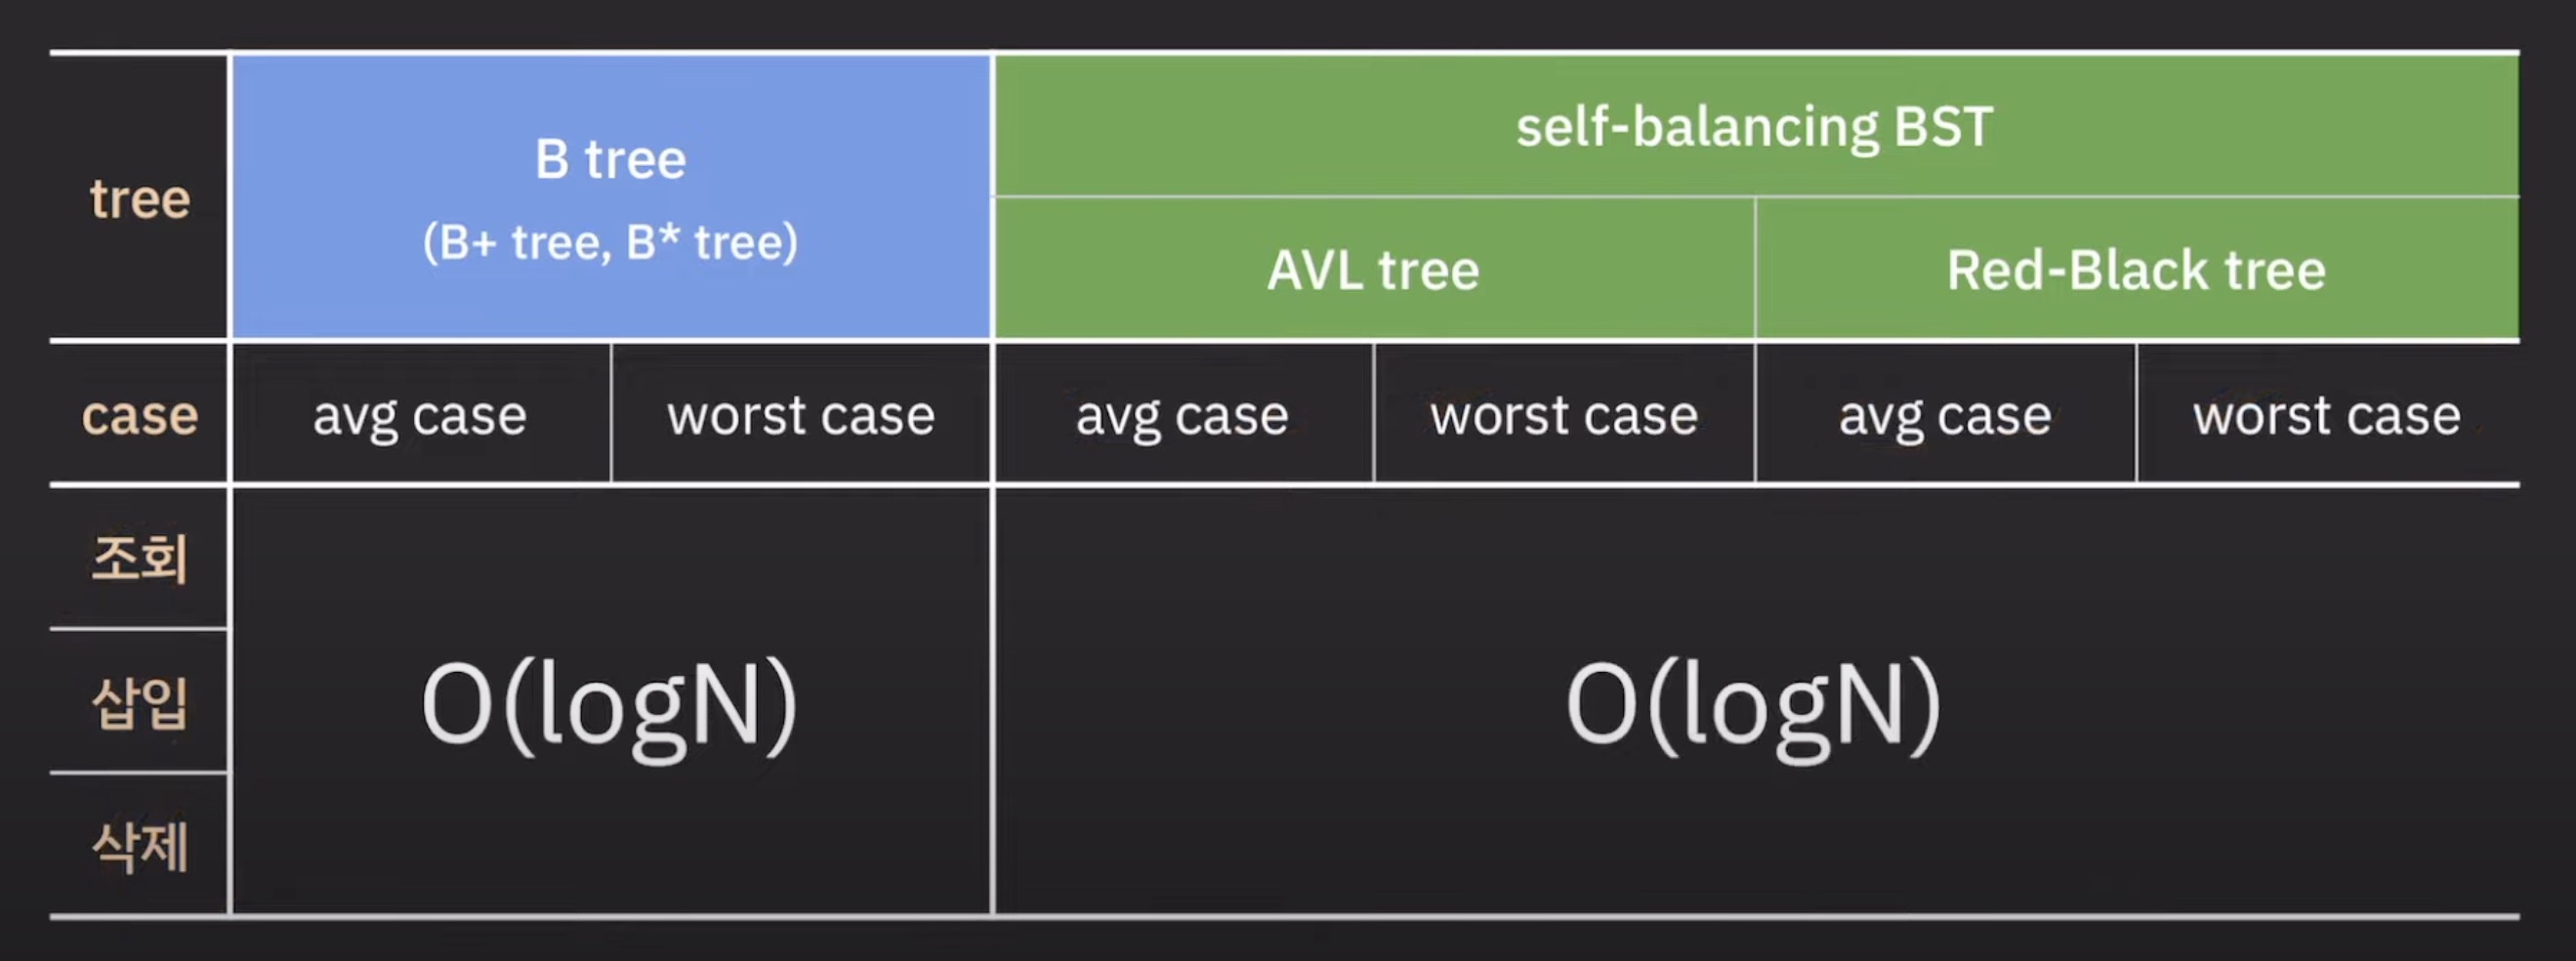 tree
B tree
(B+ tree, B* tree)
self-balancing BST
AVL tree
Red-Black tree
case
avg case
worst case
avg case
worst case
avg case
worst case
조회
삽입
삭제
O(logN)
O(logN)